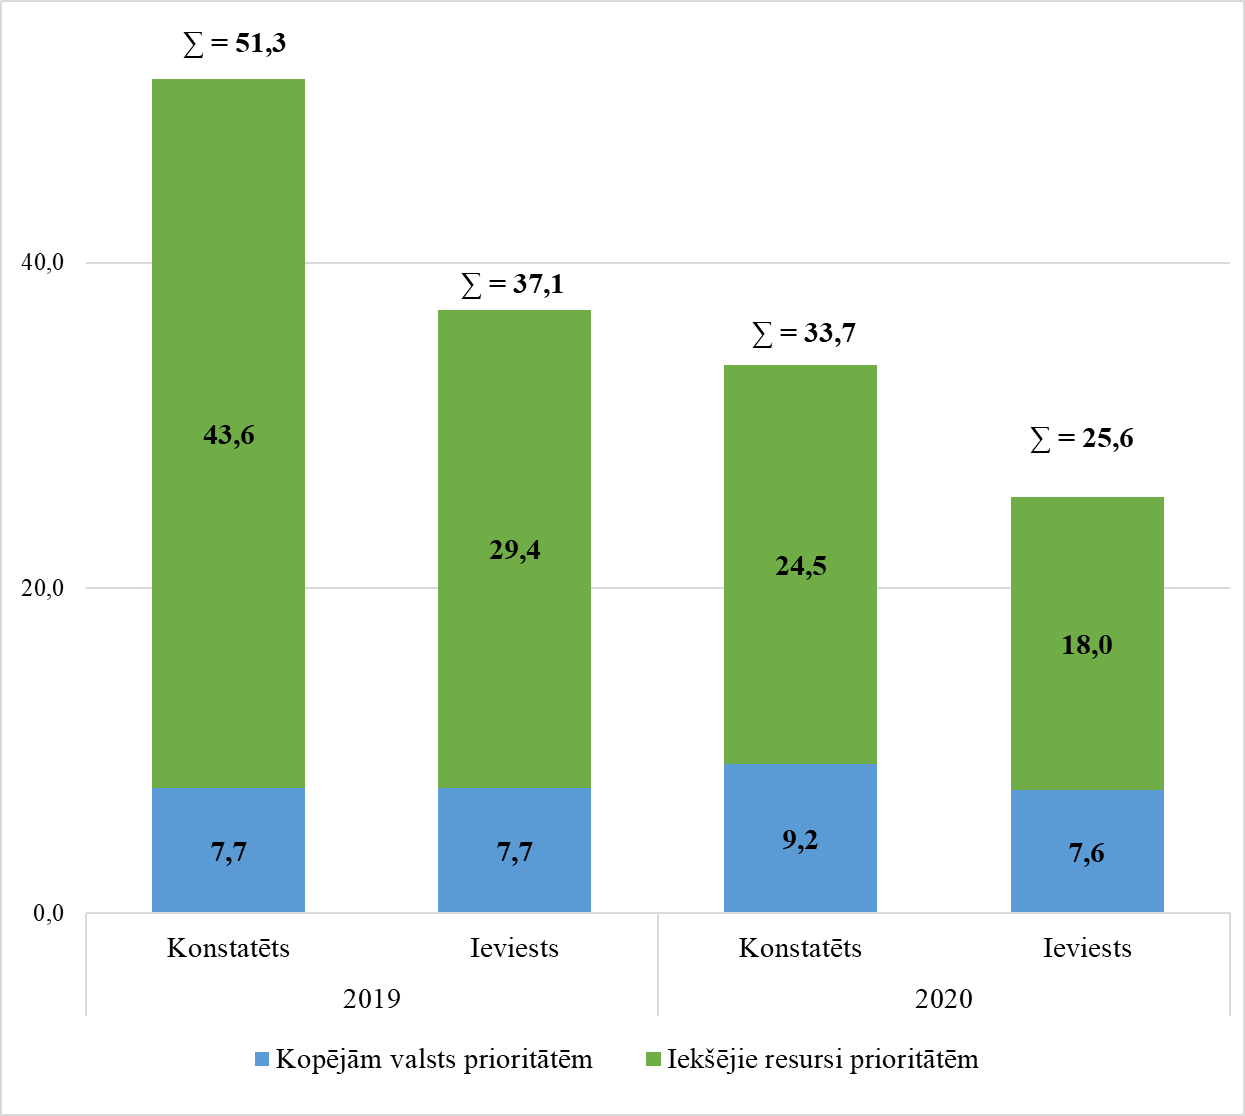 ∑ = 51,3
40,0
∑ = 37,1
∑ = 33,7
43,6
∑ = 25,6
29,4
24,5
20,0
18,0
7,7
7,7
9,2
7,6
0,0
Konstatēts
Ieviests
Konstatēts
Ieviests
2019
2020
Kopējām valsts prioritātēm
Iekšējie resursi prioritātēm